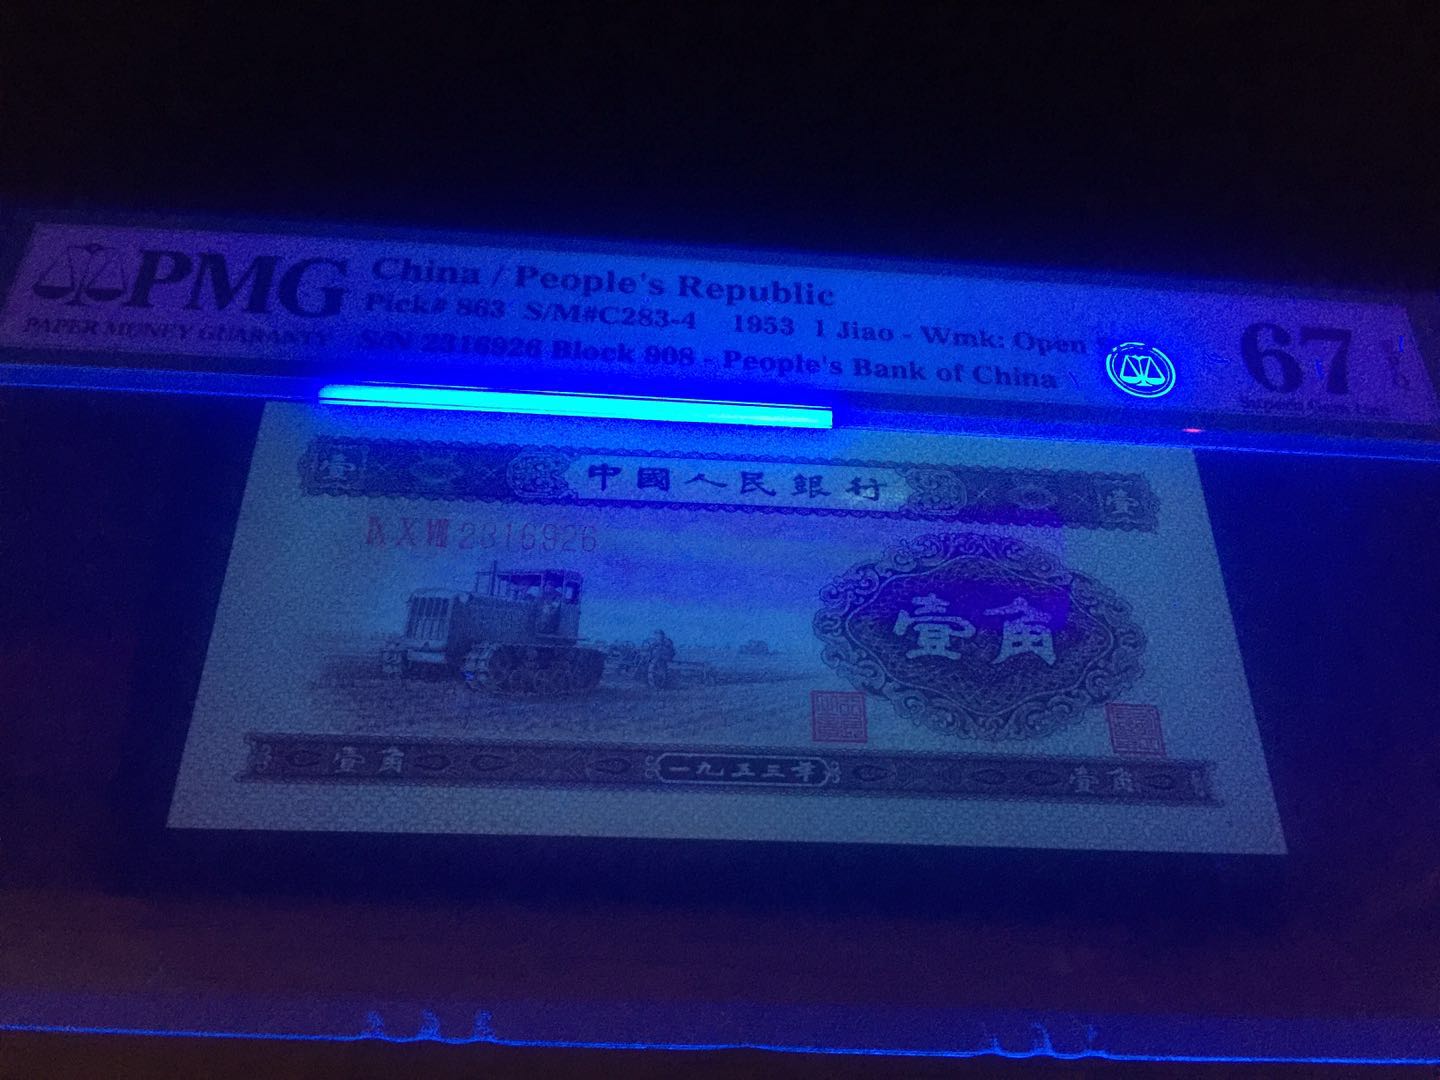 PMG
PAPER MONEY GUARANTY
China / People's Republic
Pick# 863 S/M#C283-4 1953 1 Jiao - Wmk: Open
S/N 2316926 Block 908 - People's Bank of China
67
壹 中國人民銀行 壹
IX X VIII 2316926
壹角
壹角 一九五三年 壹角